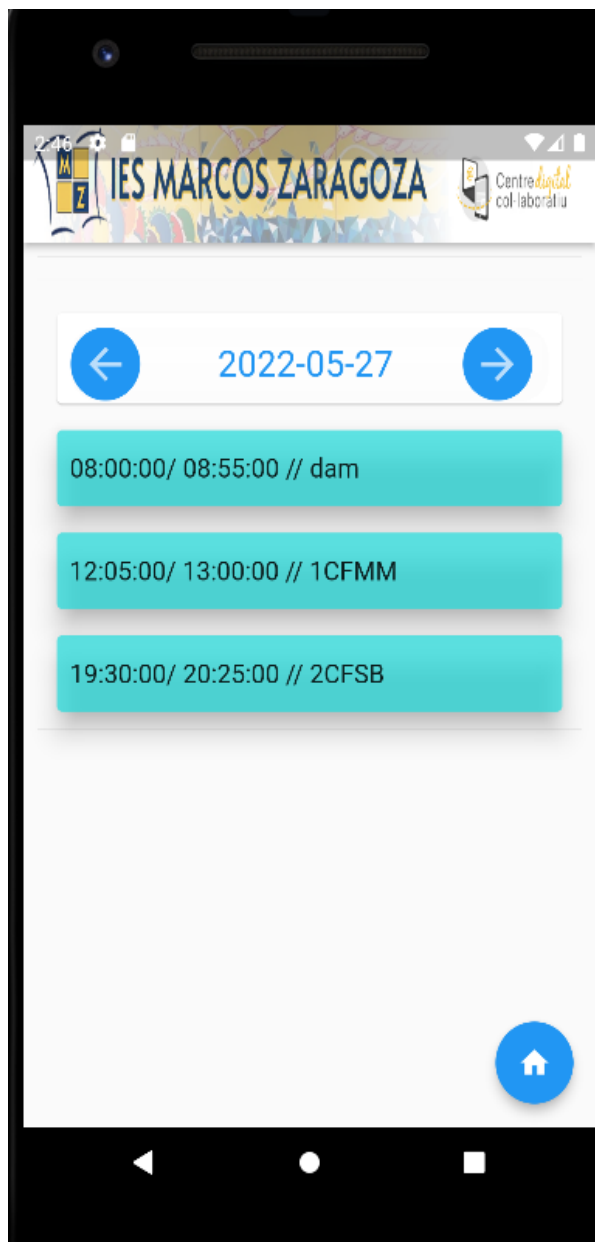 2:46
M
Z
IES MARCOS ZARAGOZA
Centre digital
col·laboratiu
2022-05-27
08:00:00/ 08:55:00 // dam
12:05:00/ 13:00:00 // 1CFMM
19:30:00/ 20:25:00 // 2CFSB